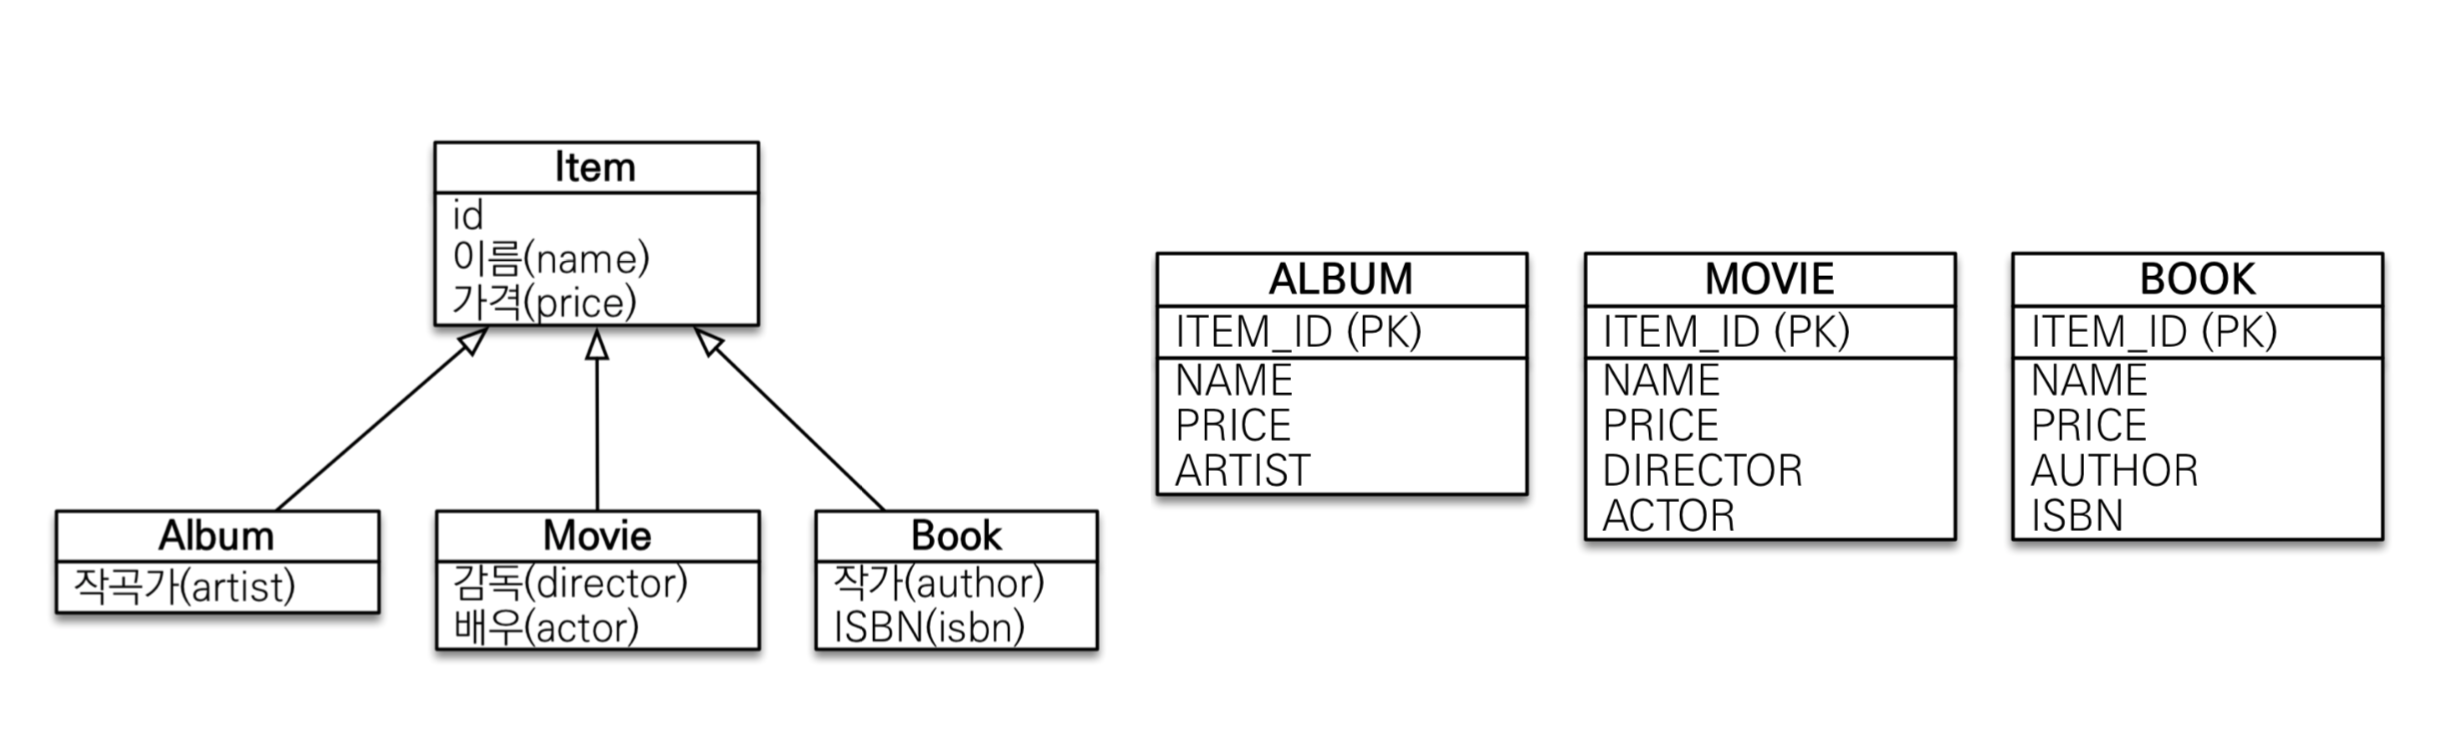 Item
id
이름(name)
가격(price)
Album
작곡가(artist)
Movie
감독(director)
배우(actor)
Book
작가(author)
ISBN(isbn)
ALBUM
ITEM_ID (PK)
NAME
PRICE
ARTIST
MOVIE
ITEM_ID (PK)
NAME
PRICE
DIRECTOR
ACTOR
BOOK
ITEM_ID (PK)
NAME
PRICE
AUTHOR
ISBN